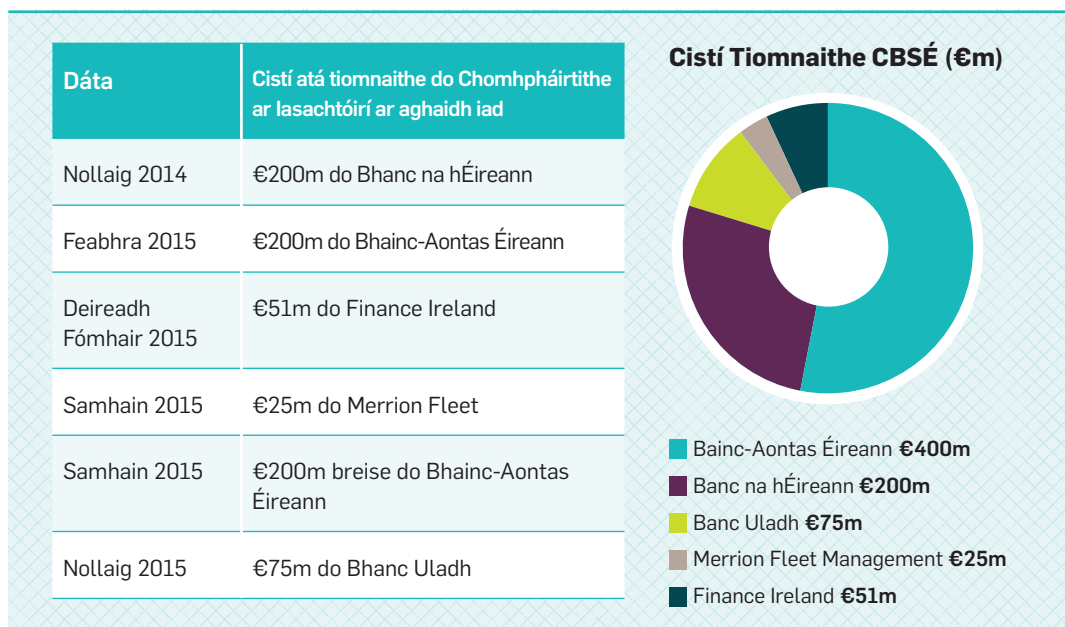 Dáta
Cistí atá tiomnaithe do Chomhpháirtithe
ar Iasachtóirí ar aghaidh iad
Nollaig 2014
€200m do Bhanc na hÉireann
Feabhra 2015
€200m do Bhainc-Aontas Éireann
Deireadh
Fómhair 2015
€51m do Finance Ireland
Samhain 2015
€25m do Merrion Fleet
Samhain 2015
€200m breise do Bhainc-Aontas
Éireann
Nollaig 2015
€75m do Bhanc Uladh
Cistí Tiomnaithe CBSÉ (€m)
Bainc-Aontas Éireann €400m
Banc na hÉireann €200m
Banc Uladh €75m
Merrion Fleet Management €25m
Finance Ireland €51m